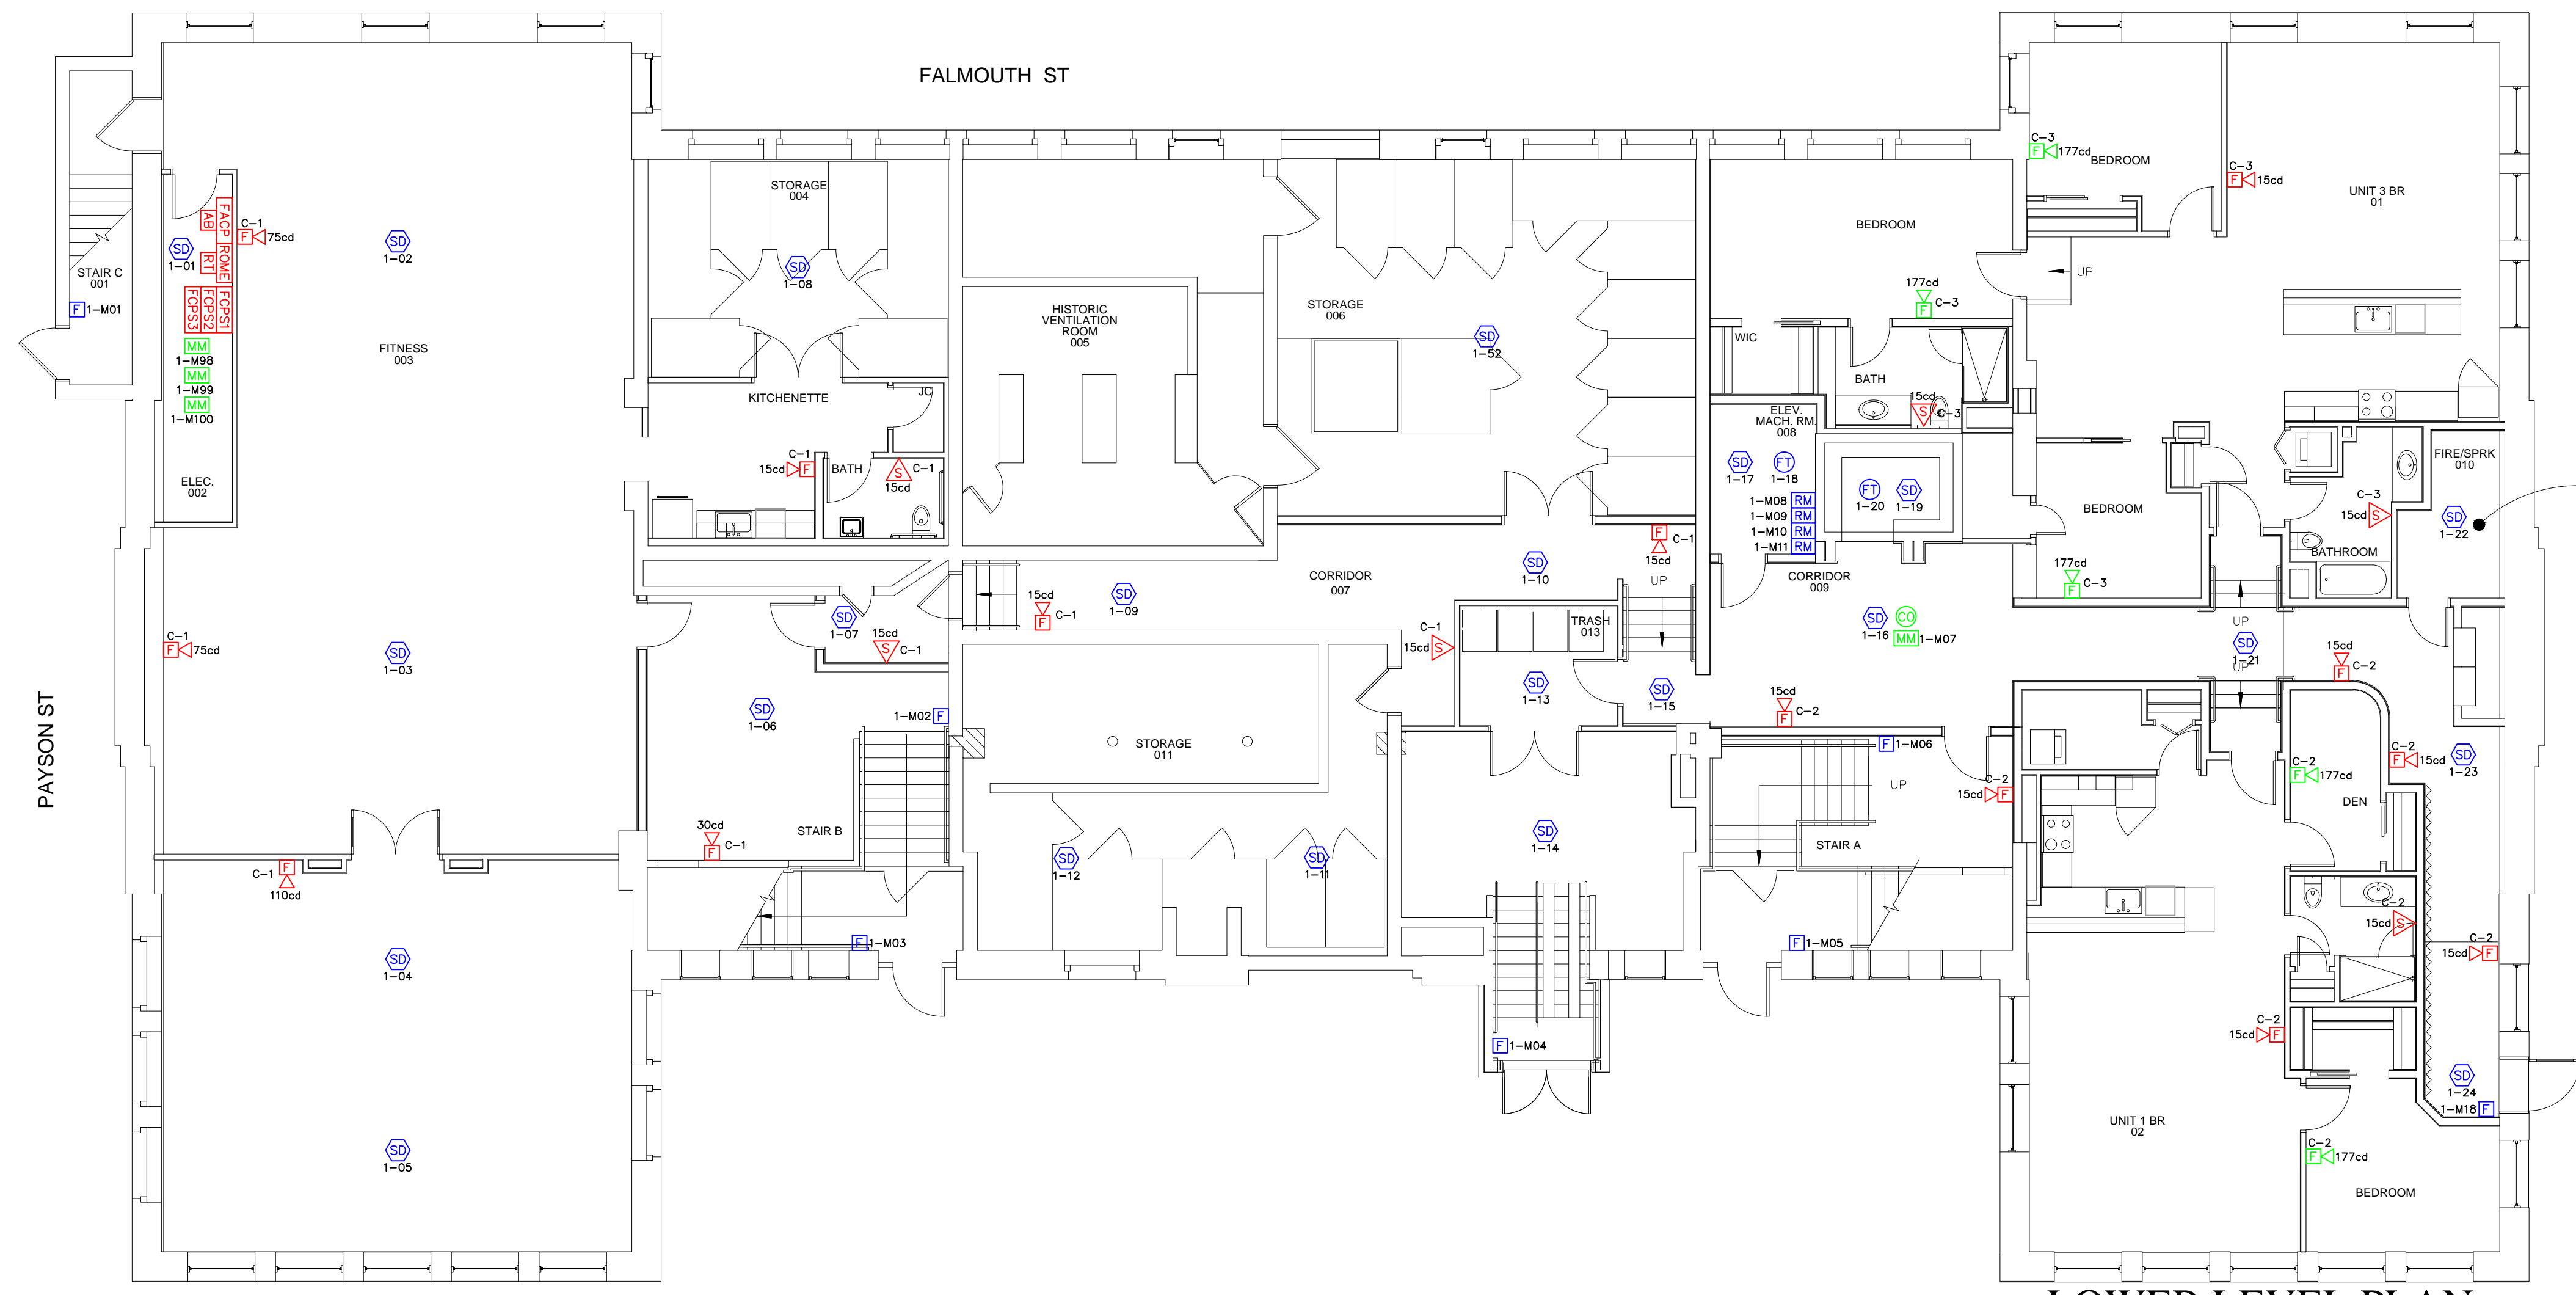 FALMOUTH ST
PAYSON ST
STAIR C
001
F 1-M01
SD
1-01
FACP
AB
ROME
RT
FCPS1
FCPS2
FCPS3
MM
1-M98
MM
1-M99
MM
1-M100
ELEC.
002
C-1
F 75cd
SD
1-02
FITNESS
003
C-1
F 75cd
SD
1-03
F
C-1
110cd
SD
1-04
SD
1-05
STORAGE
004
SD
1-08
KITCHENETTE
JC
C-1
15cd F
BATH
S
C-1
15cd
SD
1-07
15cd
S
C-1
SD
1-06
1-M02 F
STAIR B
30cd
F
C-1
F 1-M03
HISTORIC
VENTILATION
ROOM
005
STORAGE
006
SD
1-52
SD
1-09
15cd
F
C-1
CORRIDOR
007
SD
1-10
F
C-1
15cd
UP
C-1
15cd S
TRASH
013
SD
1-13
SD
1-15
STORAGE
011
SD
1-12
SD
1-11
SD
1-14
F 1-M04
BEDROOM
177cd
F
C-3
UP
WIC
BATH
15cd
S
C-3
ELEV.
MACH. RM.
008
SD
1-17
FT
1-18
1-M08 RM
1-M09 RM
1-M10 RM
1-M11 RM
FT
1-20
SD
1-19
CORRIDOR
009
SD
1-16
CO
MM 1-M07
15cd
F
C-2
F 1-M06
UP
C-2
15cd F
STAIR A
F 1-M05
C-3
F 177cd
BEDROOM
C-3
F 15cd
UNIT 3 BR
01
BEDROOM
177cd
F
C-3
C-3
15cd S
BATHROOM
FIRE/SPRK
010
SD
1-22
UP
SD
1-21
UP
15cd
F
C-2
C-2
F 15cd
SD
1-23
C-2
F 177cd
DEN
C-2
15cd S
C-2
15cd F
C-2
15cd F
SD
1-24
1-M18 F
UNIT 1 BR
02
C-2
F 177cd
BEDROOM
LOWER LEVEL PLAN